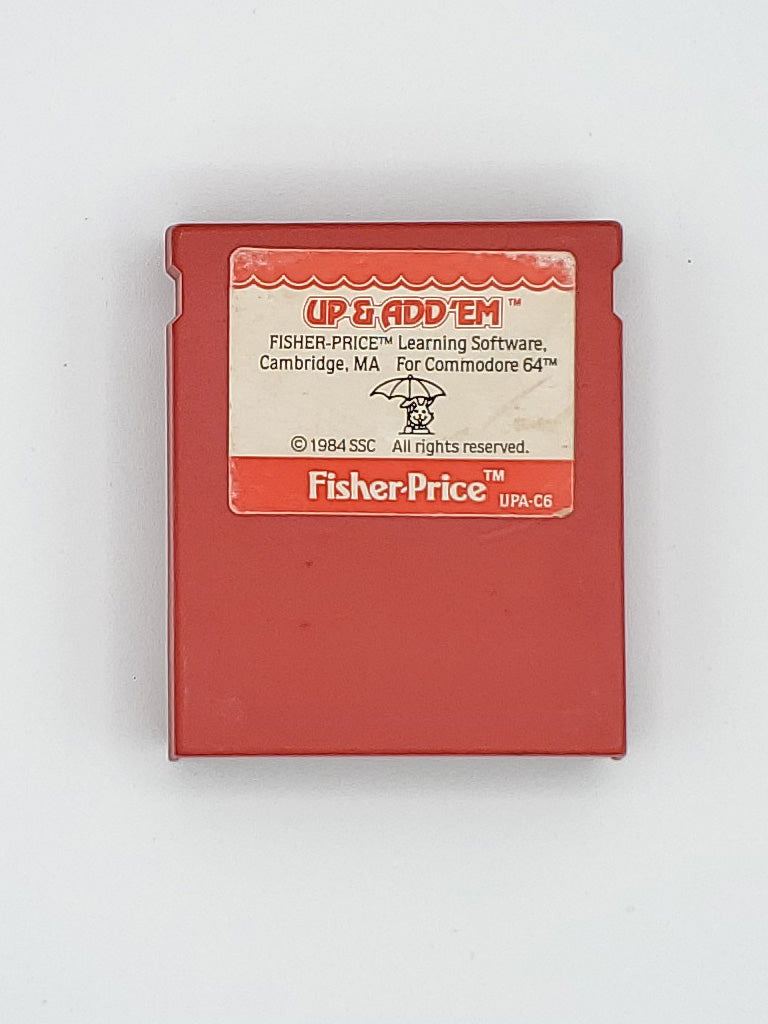 UP & ADD'EM™
FISHER-PRICE™ Learning Software,
Cambridge, MA For Commodore 64™
© 1984 SSC All rights reserved.
Fisher-Price™
UPA-C6